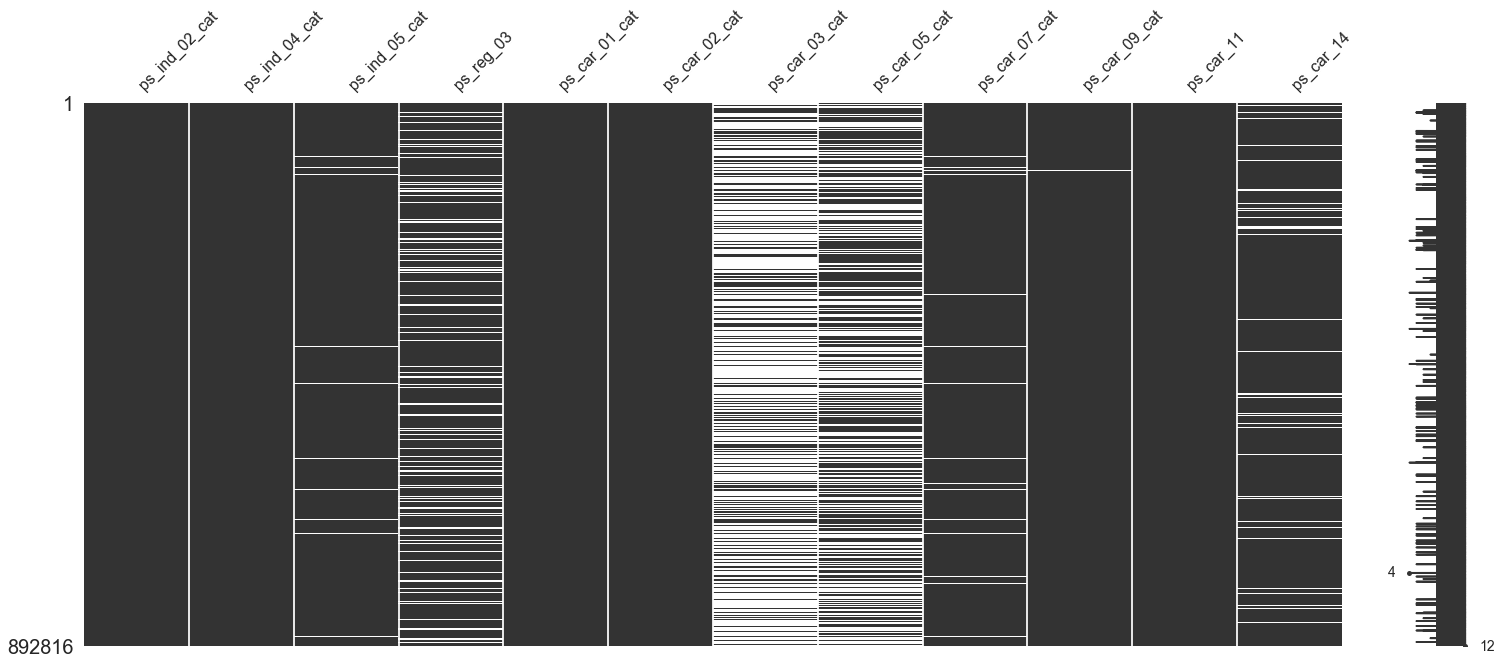 ps_ind_02_cat
ps_ind_04_cat
ps_ind_05_cat
ps_reg_03
ps_car_01_cat
ps_car_02_cat
ps_car_03_cat
ps_car_05_cat
ps_car_07_cat
ps_car_09_cat
ps_car_11
ps_car_14
1
4
892816
12